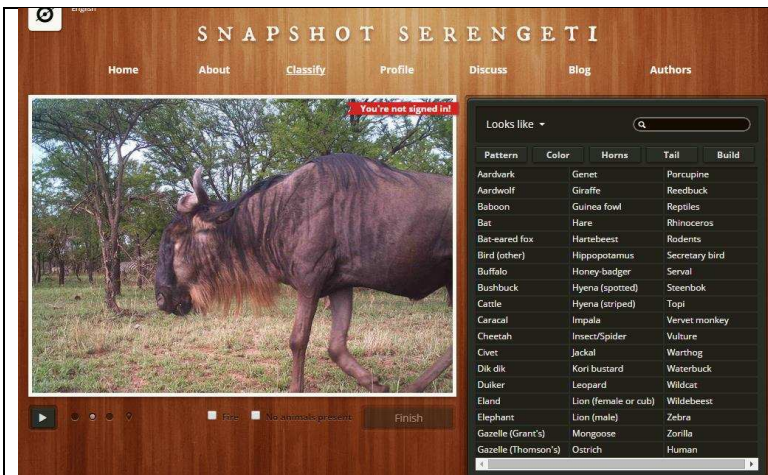 English
SNAPSHOT SERENGETI
Home About Classify Profile Discuss Blog Authors
You're not signed in!
Looks like
Pattern Color Horns Tail Build
Aardvark Genet Porcupine
Aardwolf Giraffe Reedbuck
Baboon Guinea fowl Reptiles
Bat Hare Rhinoceros
Bat-eared fox Hartebeest Rodents
Bird (other) Hippopotamus Secretary bird
Buffalo Honey-badger Serval
Bushbuck Hyena (spotted) Steenbok
Cattle Hyena (striped) Topi
Caracal Impala Vervet monkey
Cheetah Insect/Spider Vulture
Civet Jackal Warthog
Dik dik Kori bustard Waterbuck
Duiker Leopard Wildcat
Eland Lion (female or cub) Wildebeest
Elephant Lion (male) Zebra
Gazelle (Grant's) Mongoose Zorilla
Gazelle (Thomson's) Ostrich Human
Fire No animals present Finish